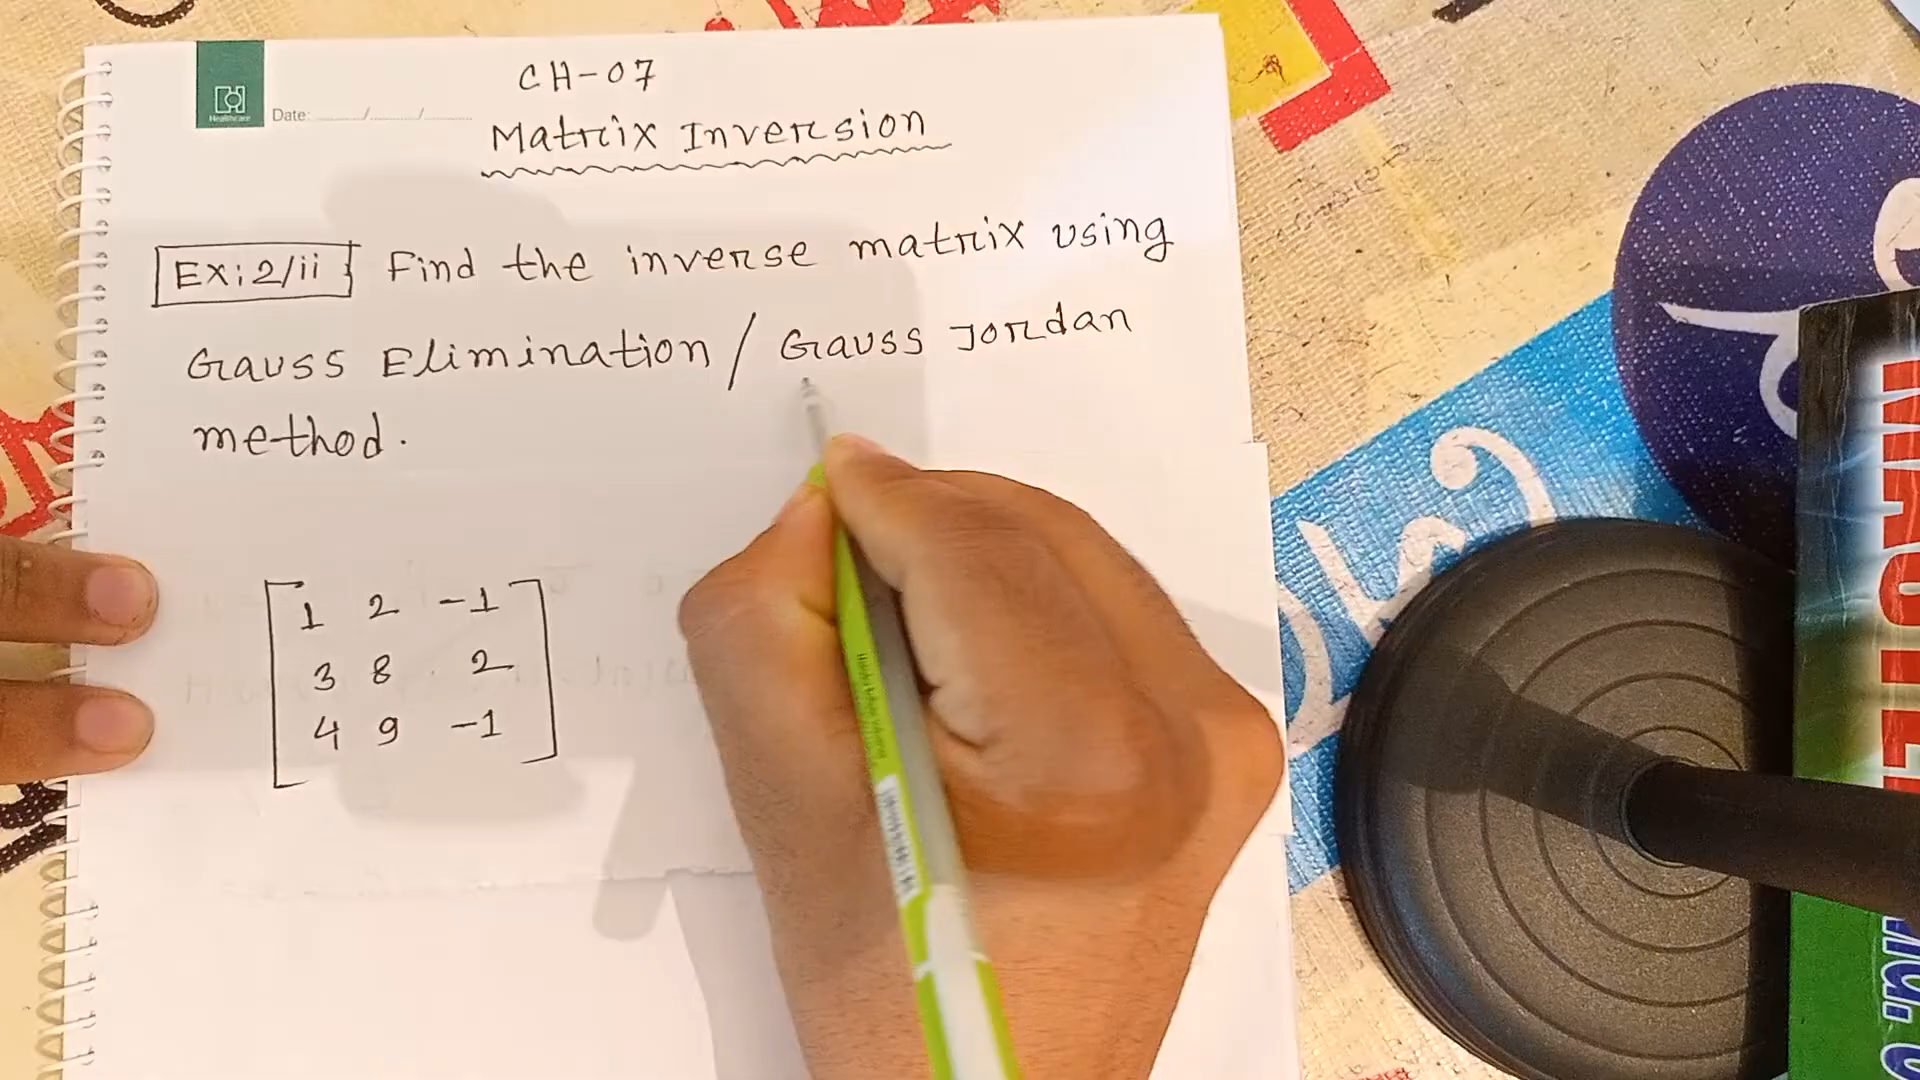 CH-07
Healthcare
Date: ....../....../......
Matrix Inversion
Ex:2/ii Find the inverse matrix using
Gauss Elimination / Gauss Jordan
method.
1 2 -1
3 8 2
4 9 -1